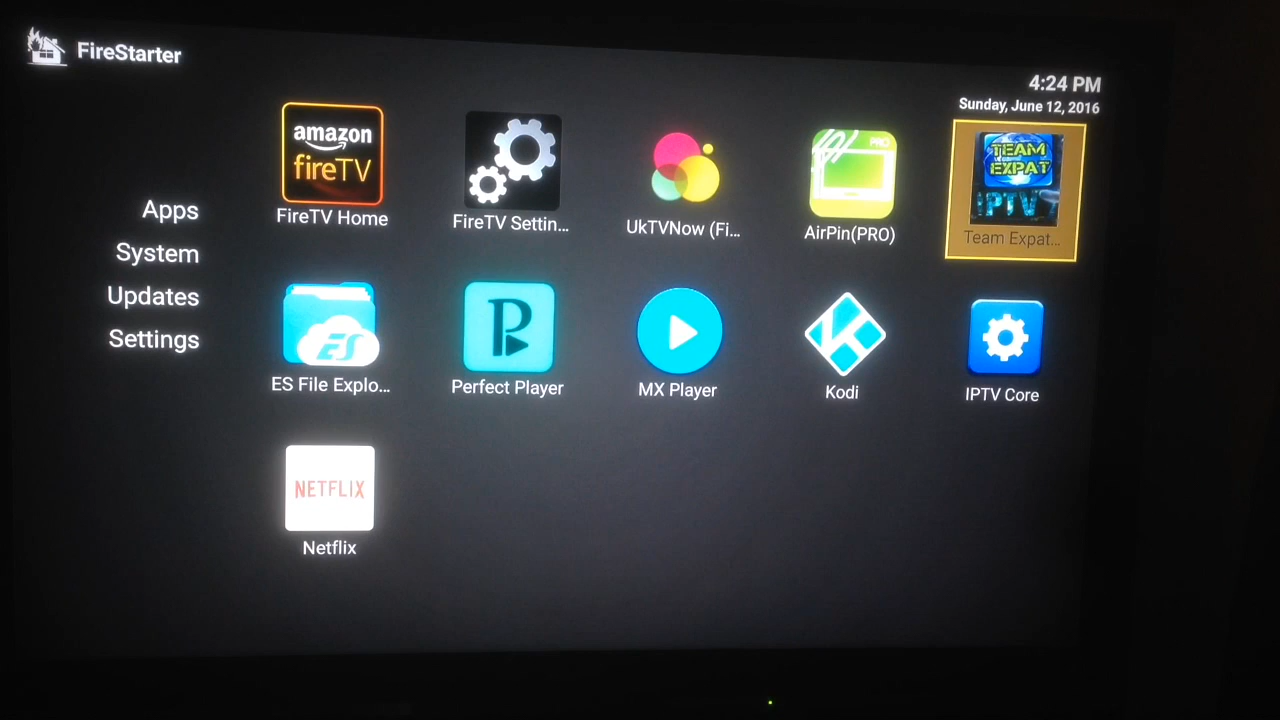 FireStarter
4:24 PM
Sunday, June 12, 2016
Apps
System
Updates
Settings
amazon
fireTV
FireTV Home
FireTV Settin...
UkTVNow (Fi...
PRO
AirPin(PRO)
TEAM
EXPAT
IPTV
Team Expat...
ES
ES File Explo...
P
Perfect Player
MX Player
Kodi
IPTV Core
NETFLIX
Netflix